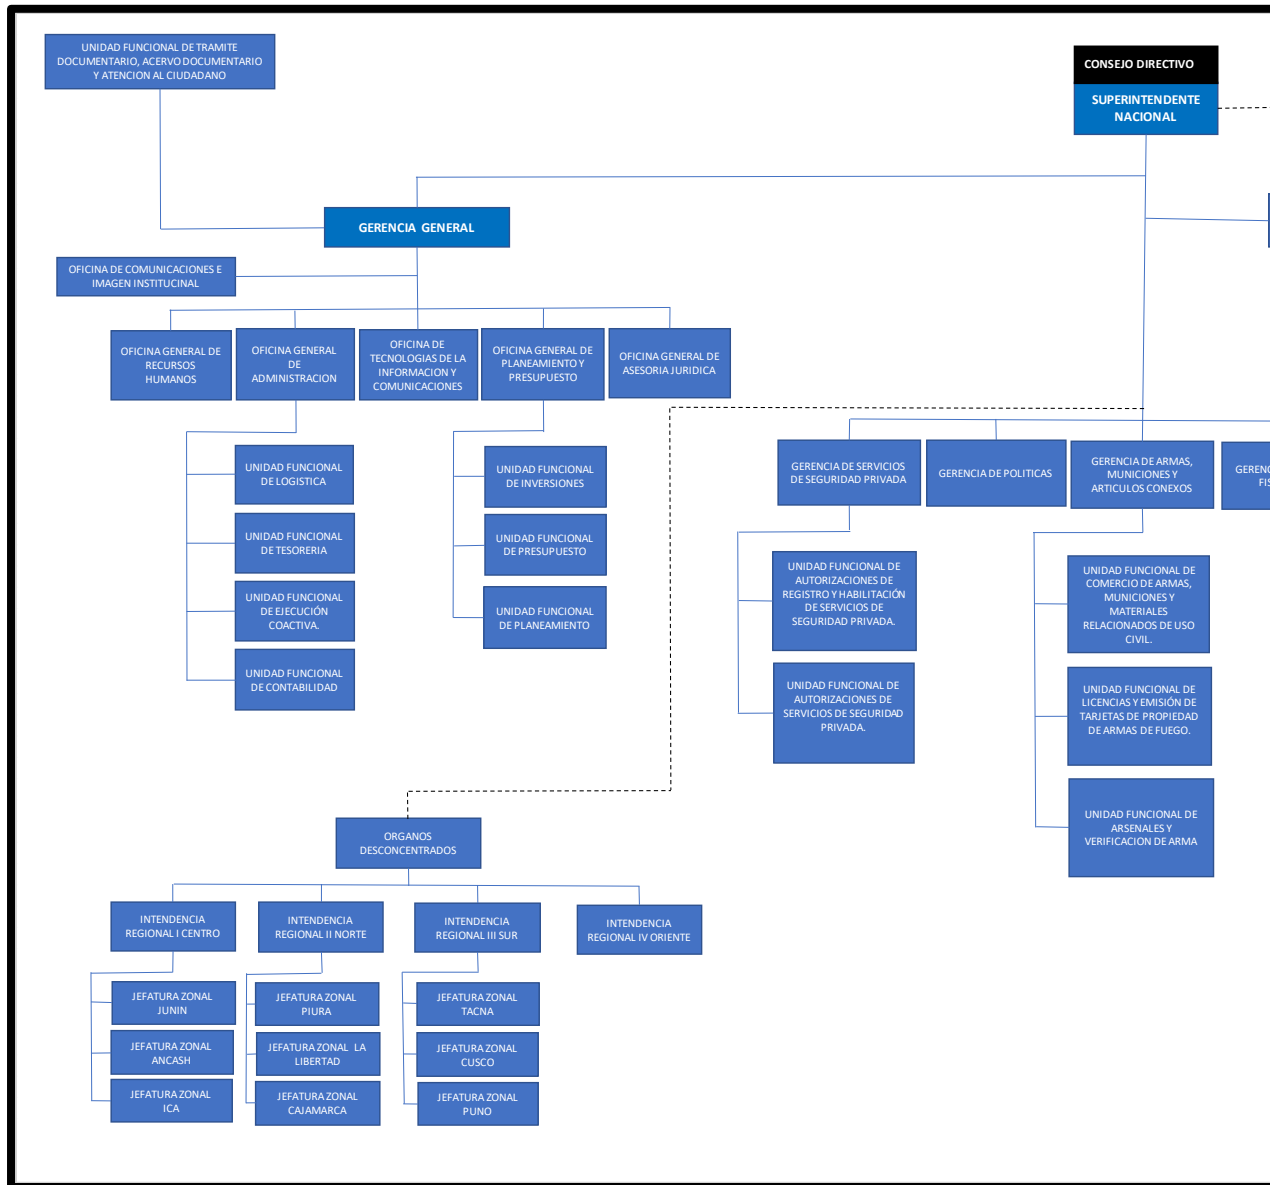 UNIDAD FUNCIONAL DE TRAMITE
DOCUMENTARIO, ACERVO DOCUMENTARIO
Y ATENCION AL CIUDADANO
CONSEJO DIRECTIVO
SUPERINTENDENTE
NACIONAL
GERENCIA GENERAL
OFICINA DE COMUNICACIONES E
IMAGEN INSTITUCINAL
OFICINA GENERAL DE
RECURSOS
HUMANOS
OFICINA GENERAL
DE
ADMINISTRACION
OFICINA DE
TECNOLOGIAS DE LA
INFORMACION Y
COMUNICACIONES
OFICINA GENERAL DE
PLANEAMIENTO Y
PRESUPUESTO
OFICINA GENERAL DE
ASESORIA JURIDICA
UNIDAD FUNCIONAL
DE LOGISTICA
UNIDAD FUNCIONAL
DE TESORERIA
UNIDAD FUNCIONAL
DE EJECUCIÓN
COACTIVA.
UNIDAD FUNCIONAL
DE CONTABILIDAD
UNIDAD FUNCIONAL
DE INVERSIONES
UNIDAD FUNCIONAL
DE PRESUPUESTO
UNIDAD FUNCIONAL
DE PLANEAMIENTO
GERENCIA DE SERVICIOS
DE SEGURIDAD PRIVADA
GERENCIA DE POLITICAS
GERENCIA DE ARMAS,
MUNICIONES Y
ARTICULOS CONEXOS
GERENC
FIS
UNIDAD FUNCIONAL DE
AUTORIZACIONES DE
REGISTRO Y HABILITACIÓN
DE SERVICIOS DE
SEGURIDAD PRIVADA.
UNIDAD FUNCIONAL DE
AUTORIZACIONES DE
SERVICIOS DE SEGURIDAD
PRIVADA.
UNIDAD FUNCIONAL DE
COMERCIO DE ARMAS,
MUNICIONES Y
MATERIALES
RELACIONADOS DE USO
CIVIL.
UNIDAD FUNCIONAL DE
LICENCIAS Y EMISIÓN DE
TARJETAS DE PROPIEDAD
DE ARMAS DE FUEGO.
UNIDAD FUNCIONAL DE
ARSENALES Y
VERIFICACION DE ARMA
ORGANOS
DESCONCENTRADOS
INTENDENCIA
REGIONAL I CENTRO
INTENDENCIA
REGIONAL II NORTE
INTENDENCIA
REGIONAL III SUR
INTENDENCIA
REGIONAL IV ORIENTE
JEFATURA ZONAL
JUNIN
JEFATURA ZONAL
ANCASH
JEFATURA ZONAL
ICA
JEFATURA ZONAL
PIURA
JEFATURA ZONAL LA
LIBERTAD
JEFATURA ZONAL
CAJAMARCA
JEFATURA ZONAL
TACNA
JEFATURA ZONAL
CUSCO
JEFATURA ZONAL
PUNO